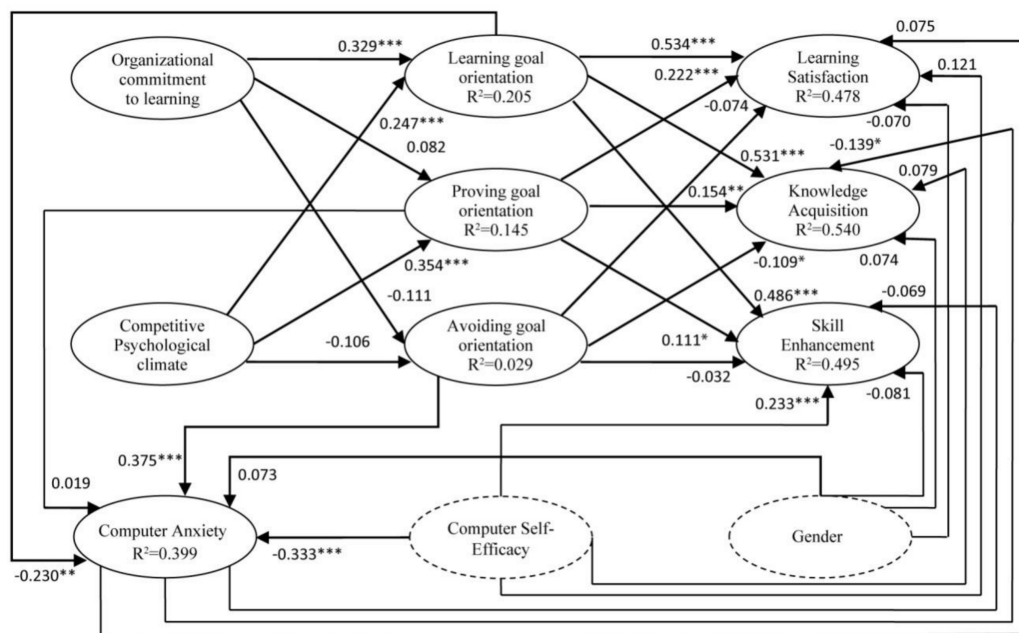 0.075
0.329***
0.534***
Organizational
commitment
to learning
Learning goal
orientation
R²=0.205
Learning
Satisfaction
R²=0.478
0.222***
0.121
-0.074
-0.070
0.247***
0.082
-0.139*
0.531***
0.079
Proving goal
orientation
R²=0.145
0.154**
Knowledge
Acquisition
R²=0.540
0.354***
-0.109*
0.074
-0.111
0.486***
-0.069
Competitive
Psychological
climate
-0.106
Avoiding goal
orientation
R²=0.029
0.111*
Skill
Enhancement
R²=0.495
-0.032
-0.081
0.233***
0.375***
0.073
0.019
Computer Anxiety
R²=0.399
-0.333***
Computer Self-
Efficacy
Gender
-0.230**